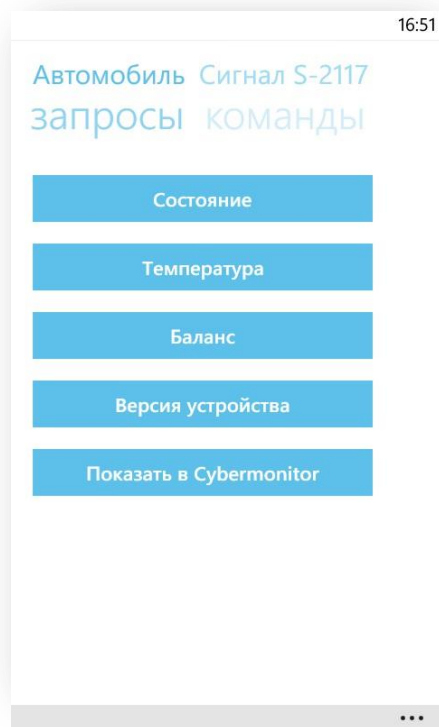 16:51
Автомобиль Сигнал S-2117
запросы команды
Состояние
Температура
Баланс
Версия устройства
Показать в Cybermonitor